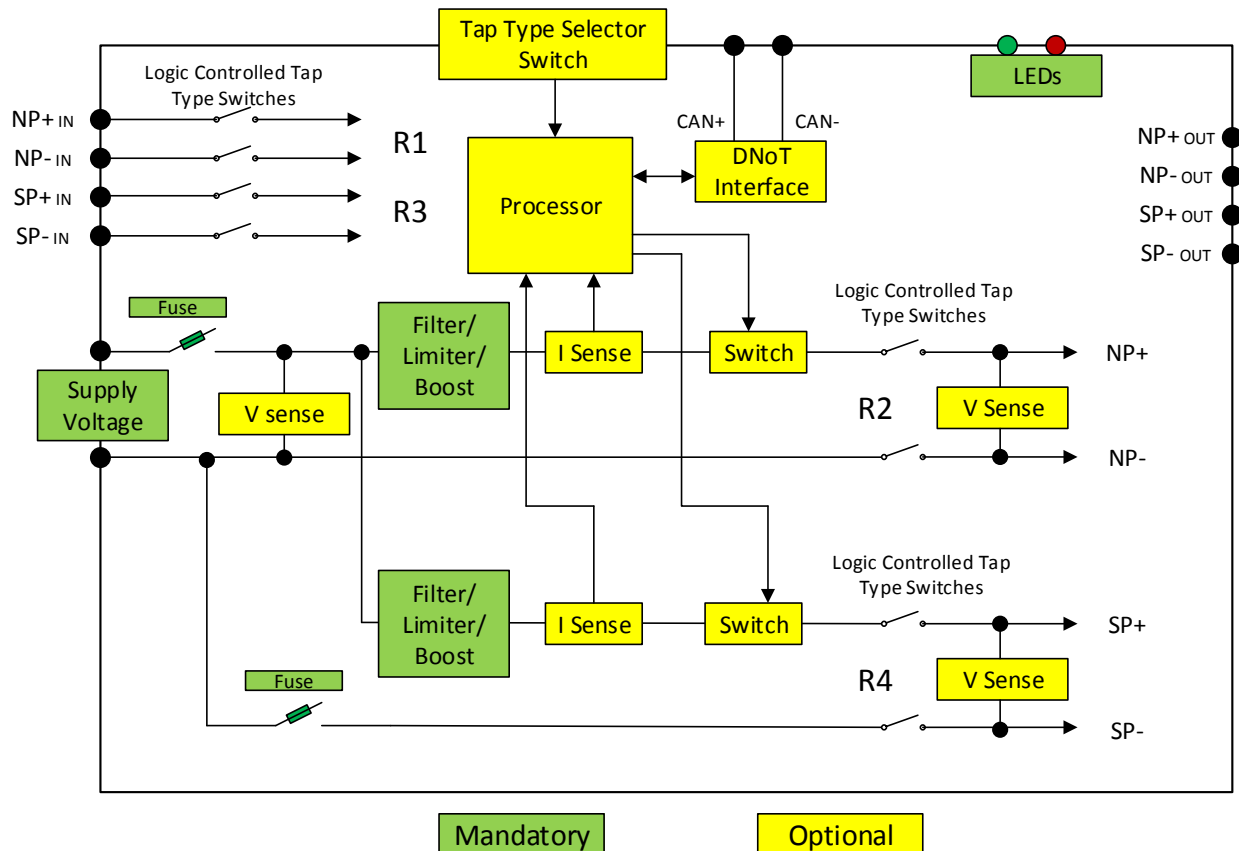 Tap Type Selector
Switch
LEDs
Logic Controlled Tap
Type Switches
NP+ IN
NP- IN
SP+ IN
SP- IN
R1
R3
CAN+
CAN-
DNoT
Interface
Processor
NP+ OUT
NP- OUT
SP+ OUT
SP- OUT
Fuse
Filter/
Limiter/
Boost
I Sense
Switch
Logic Controlled Tap
Type Switches
NP+
Supply
Voltage
V sense
R2
V Sense
NP-
Filter/
Limiter/
Boost
I Sense
Switch
Logic Controlled Tap
Type Switches
SP+
Fuse
R4
V Sense
SP-
Mandatory
Optional